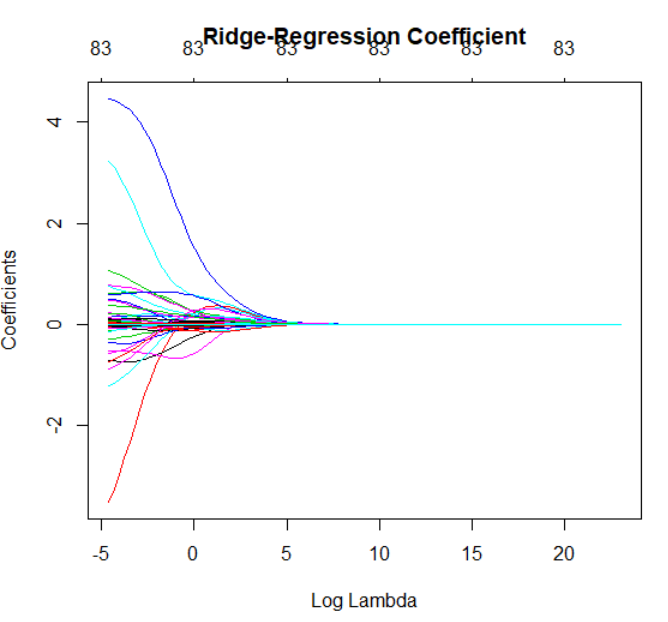 Ridge-Regression Coefficient
83 83 83 83 83 83
4
2
0
-2
Coefficients
-5 0 5 10 15 20
Log Lambda